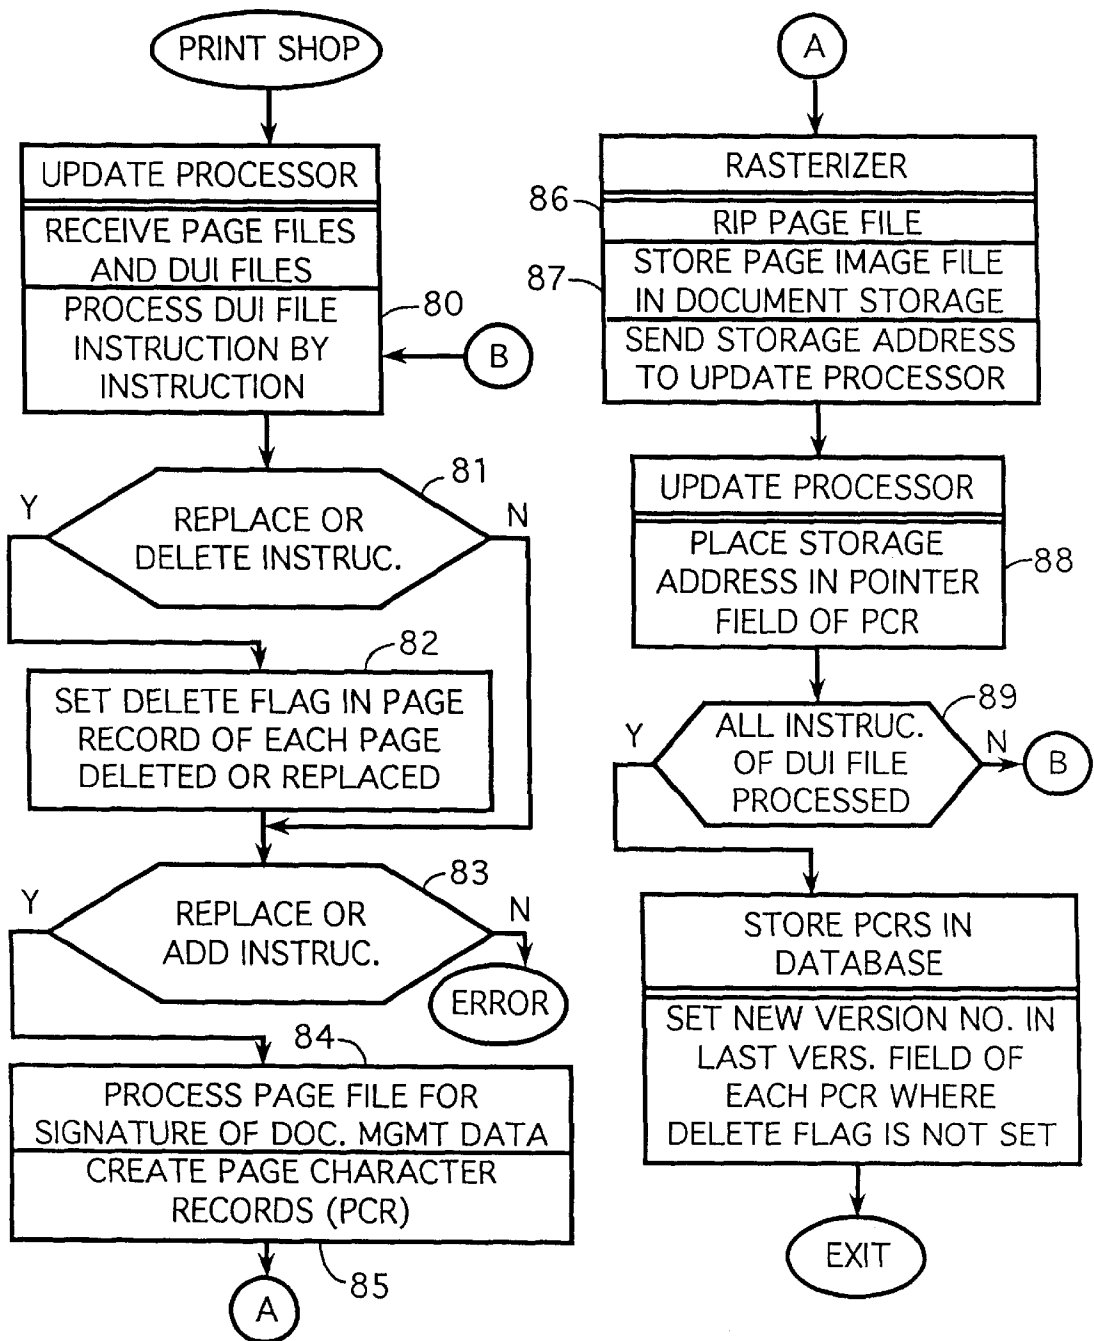 PRINT SHOP
UPDATE PROCESSOR
RECEIVE PAGE FILES
AND DUI FILES
PROCESS DUI FILE
INSTRUCTION BY
INSTRUCTION
80
B
81
Y
REPLACE OR
DELETE INSTRUC.
N
82
SET DELETE FLAG IN PAGE
RECORD OF EACH PAGE
DELETED OR REPLACED
83
Y
REPLACE OR
ADD INSTRUC.
N
ERROR
84
PROCESS PAGE FILE FOR
SIGNATURE OF DOC. MGMT DATA
CREATE PAGE CHARACTER
RECORDS (PCR)
85
A
A
RASTERIZER
86
RIP PAGE FILE
87
STORE PAGE IMAGE FILE
IN DOCUMENT STORAGE
SEND STORAGE ADDRESS
TO UPDATE PROCESSOR
UPDATE PROCESSOR
PLACE STORAGE
ADDRESS IN POINTER
FIELD OF PCR
88
89
Y
ALL INSTRUC.
OF DUI FILE
PROCESSED
N
B
STORE PCRS IN
DATABASE
SET NEW VERSION NO. IN
LAST VERS. FIELD OF
EACH PCR WHERE
DELETE FLAG IS NOT SET
EXIT